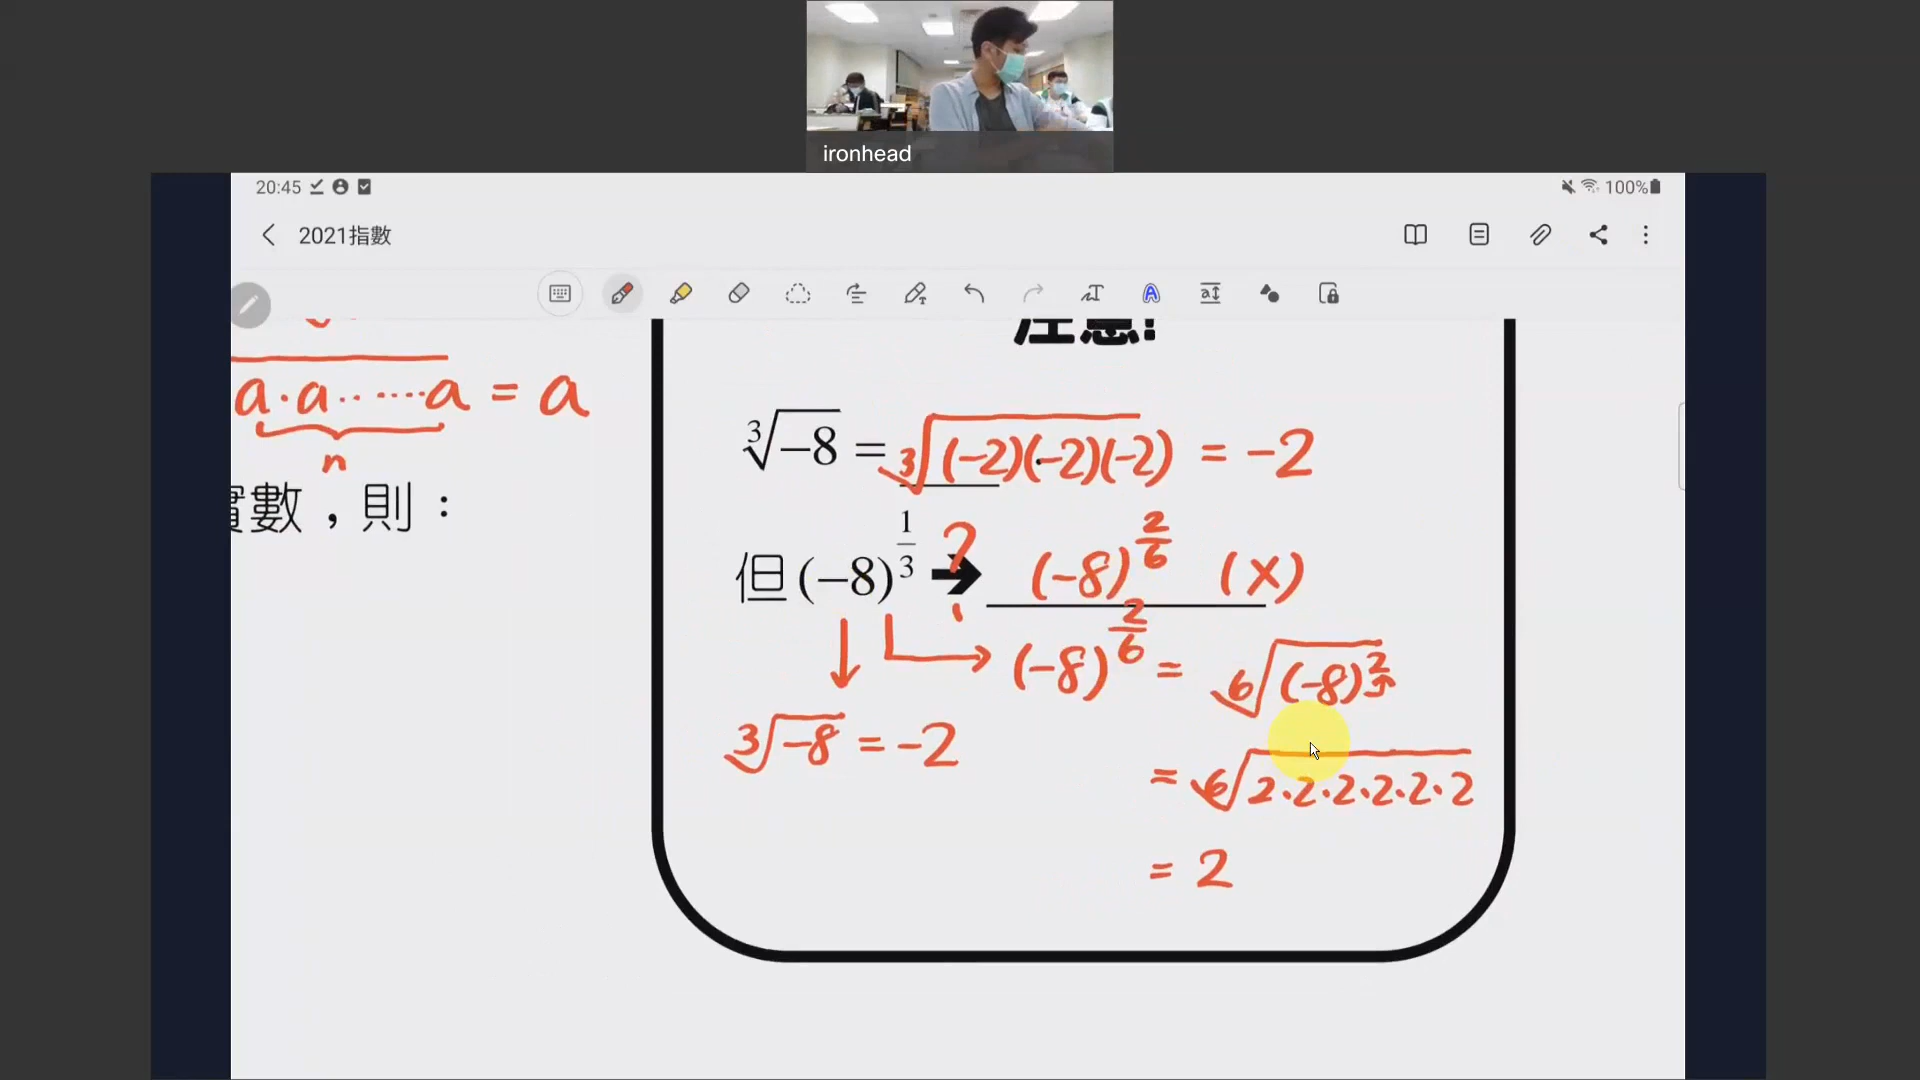 ironhead
20:45
100%
2021指數
注意!
a·a·····a = a
n
實數，則：
∛−8 = ∛(-2)(-2)(-2) = -2
但 (−8)^(1/3) ➔ ? (-8)^(2/6) (×)
(-8)^(2/6) = ⁶√(-8)²
∛-8 = -2
= ⁶√2·2·2·2·2·2
= 2